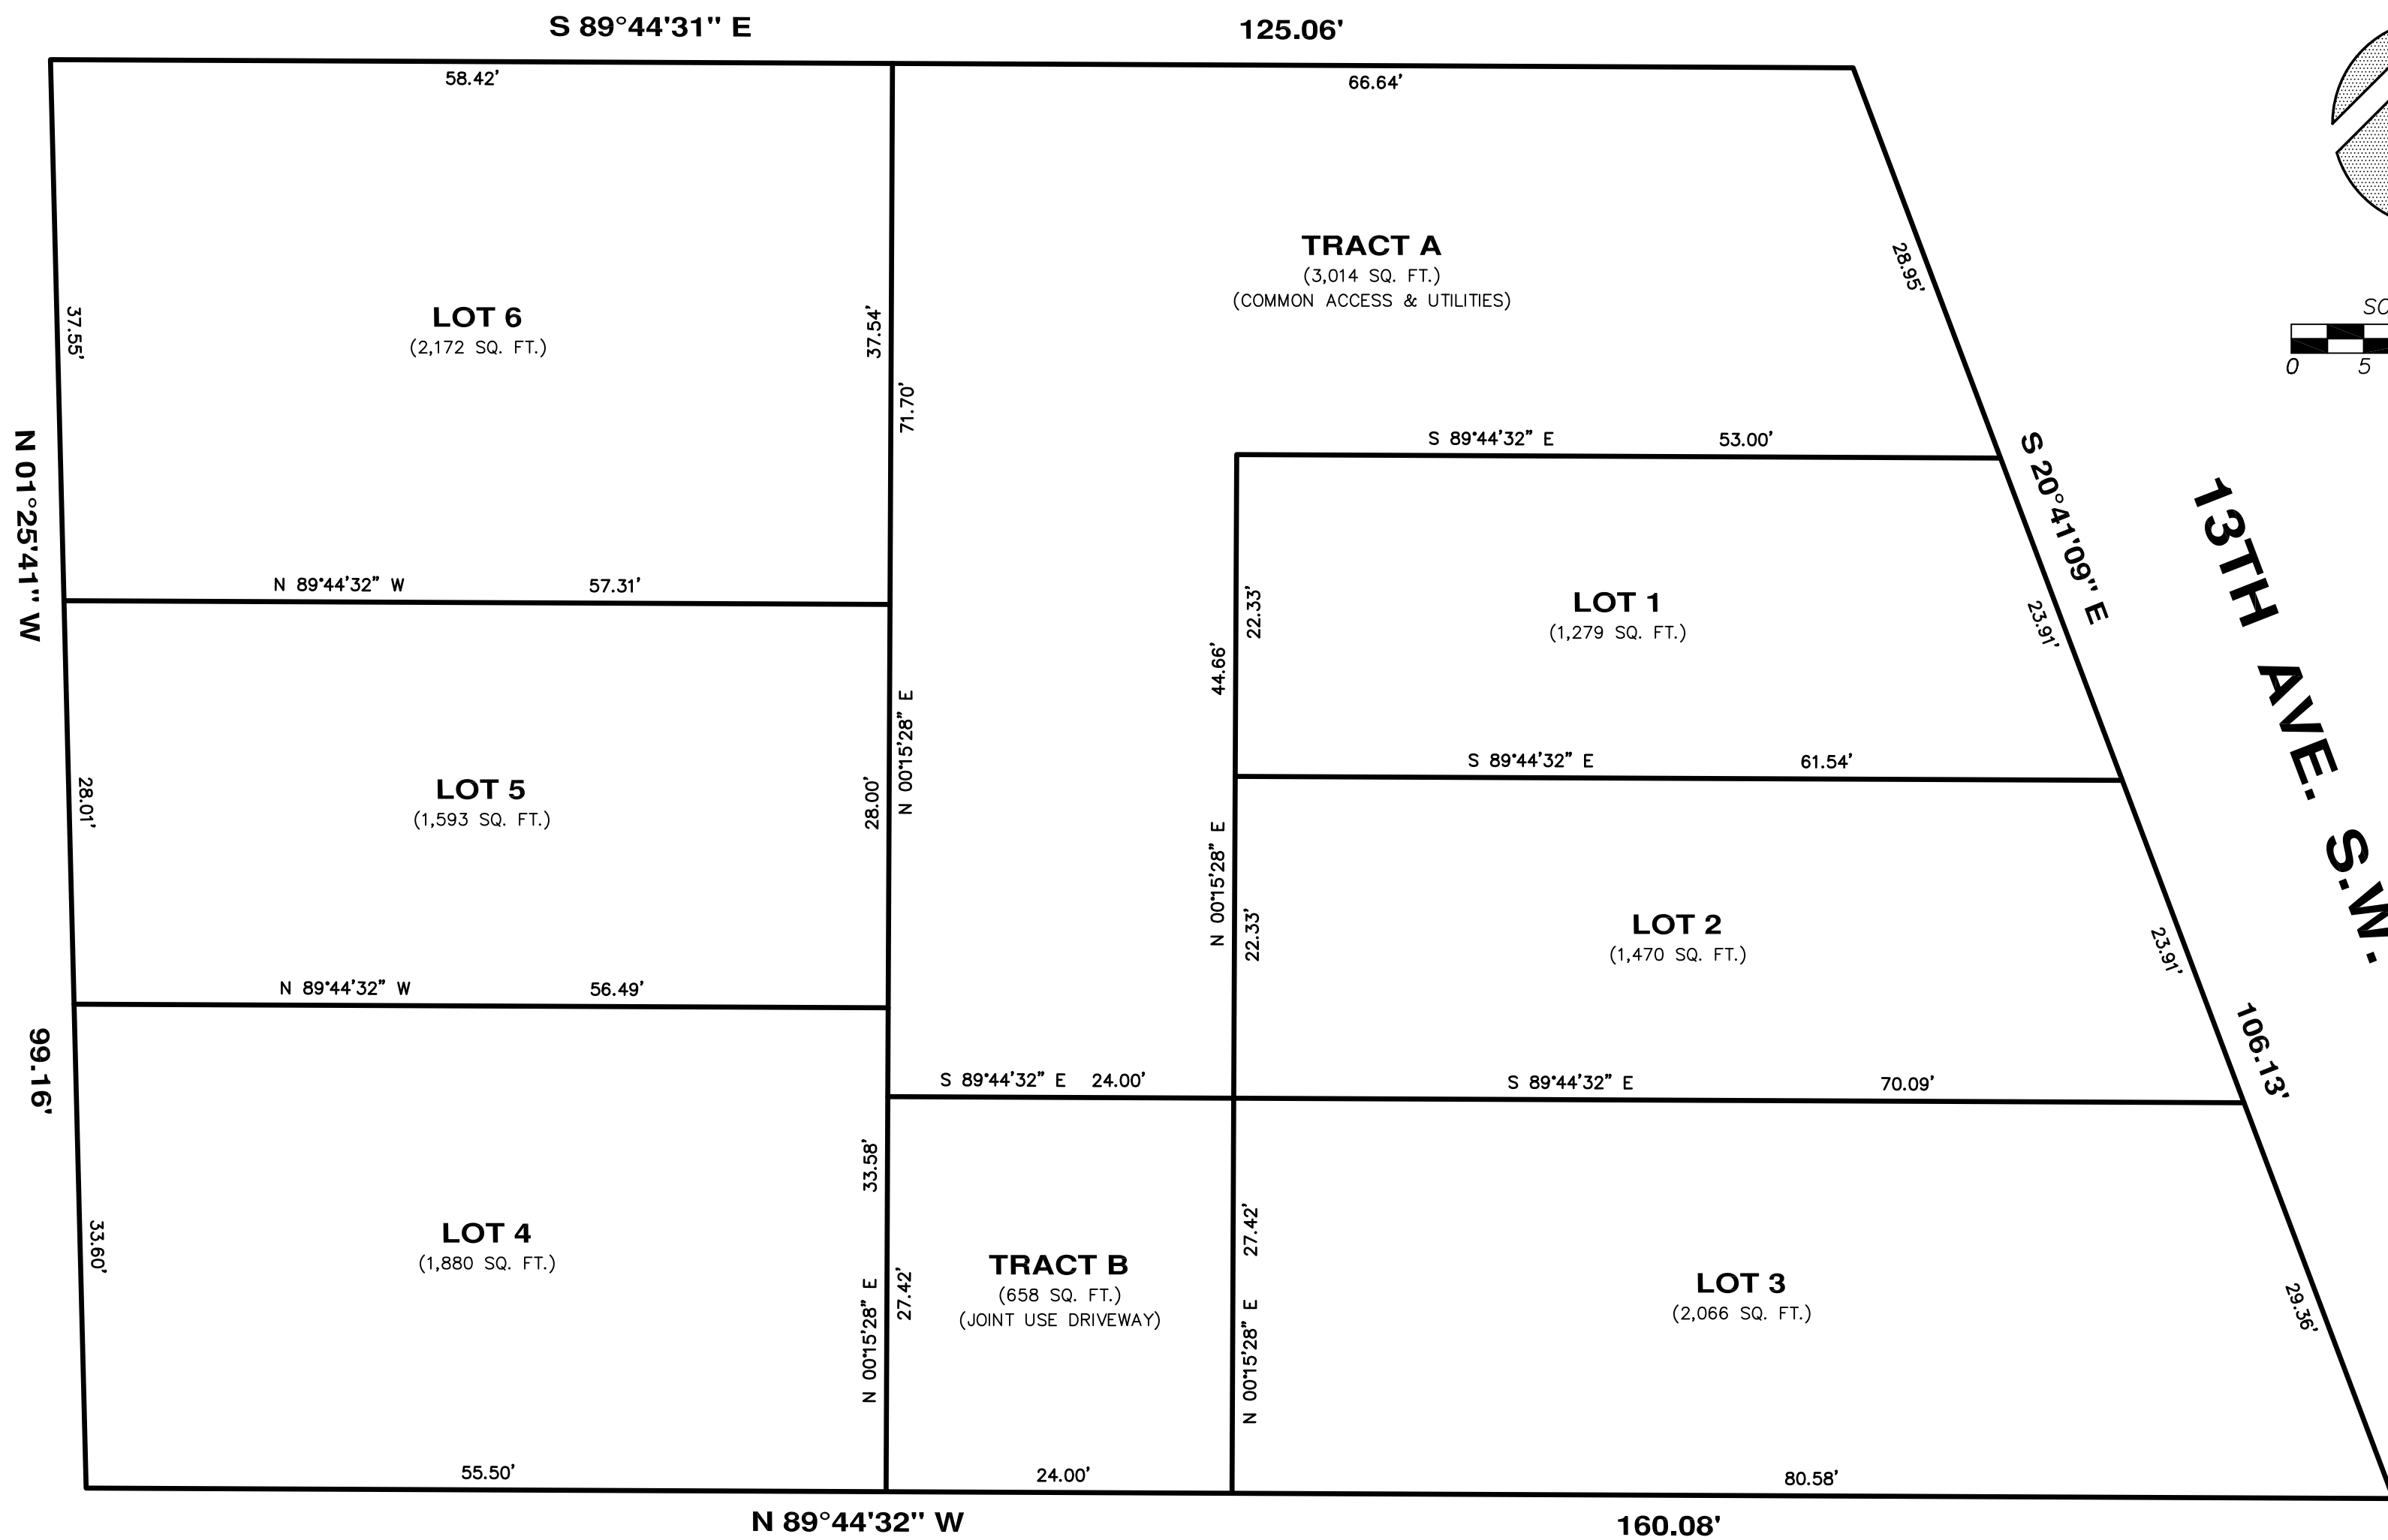 S 89°44'31" E 125.06'
58.42' 66.64'
TRACT A
(3,014 SQ. FT.)
(COMMON ACCESS & UTILITIES)
28.95'
LOT 6
(2,172 SQ. FT.)
37.55'
37.54'
71.70'
0 5
S 89°44'32" E 53.00'
N 01°25'41" W
99.16'
S 20°41'09" E
106.13'
13TH AVE. S.W.
N 89°44'32" W 57.31'
LOT 1
(1,279 SQ. FT.)
22.33'
23.91'
44.66'
N 00°15'28" E
N 00°15'28" E
S 89°44'32" E 61.54'
LOT 5
(1,593 SQ. FT.)
28.01'
28.00'
LOT 2
(1,470 SQ. FT.)
22.33'
23.91'
N 89°44'32" W 56.49'
S 89°44'32" E 24.00'
S 89°44'32" E 70.09'
LOT 4
(1,880 SQ. FT.)
33.60'
33.58'
N 00°15'28" E
27.42'
TRACT B
(658 SQ. FT.)
(JOINT USE DRIVEWAY)
27.42'
N 00°15'28" E
LOT 3
(2,066 SQ. FT.)
29.36'
55.50' 24.00' 80.58'
N 89°44'32" W 160.08'